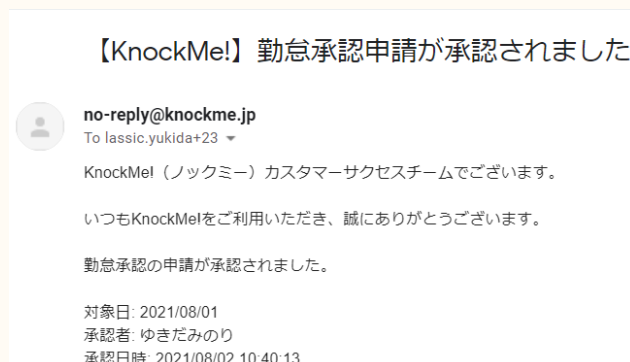 【KnockMe!】勤怠承認申請が承認されました
no-reply@knockme.jp
To lassic.yukida+23
KnockMe!（ノックミー）カスタマーサクセスチームでございます。
いつもKnockMe!をご利用いただき、誠にありがとうございます。
勤怠承認の申請が承認されました。
対象日: 2021/08/01
承認者: ゆきだみのり
承認日時: 2021/08/02 10:40:13